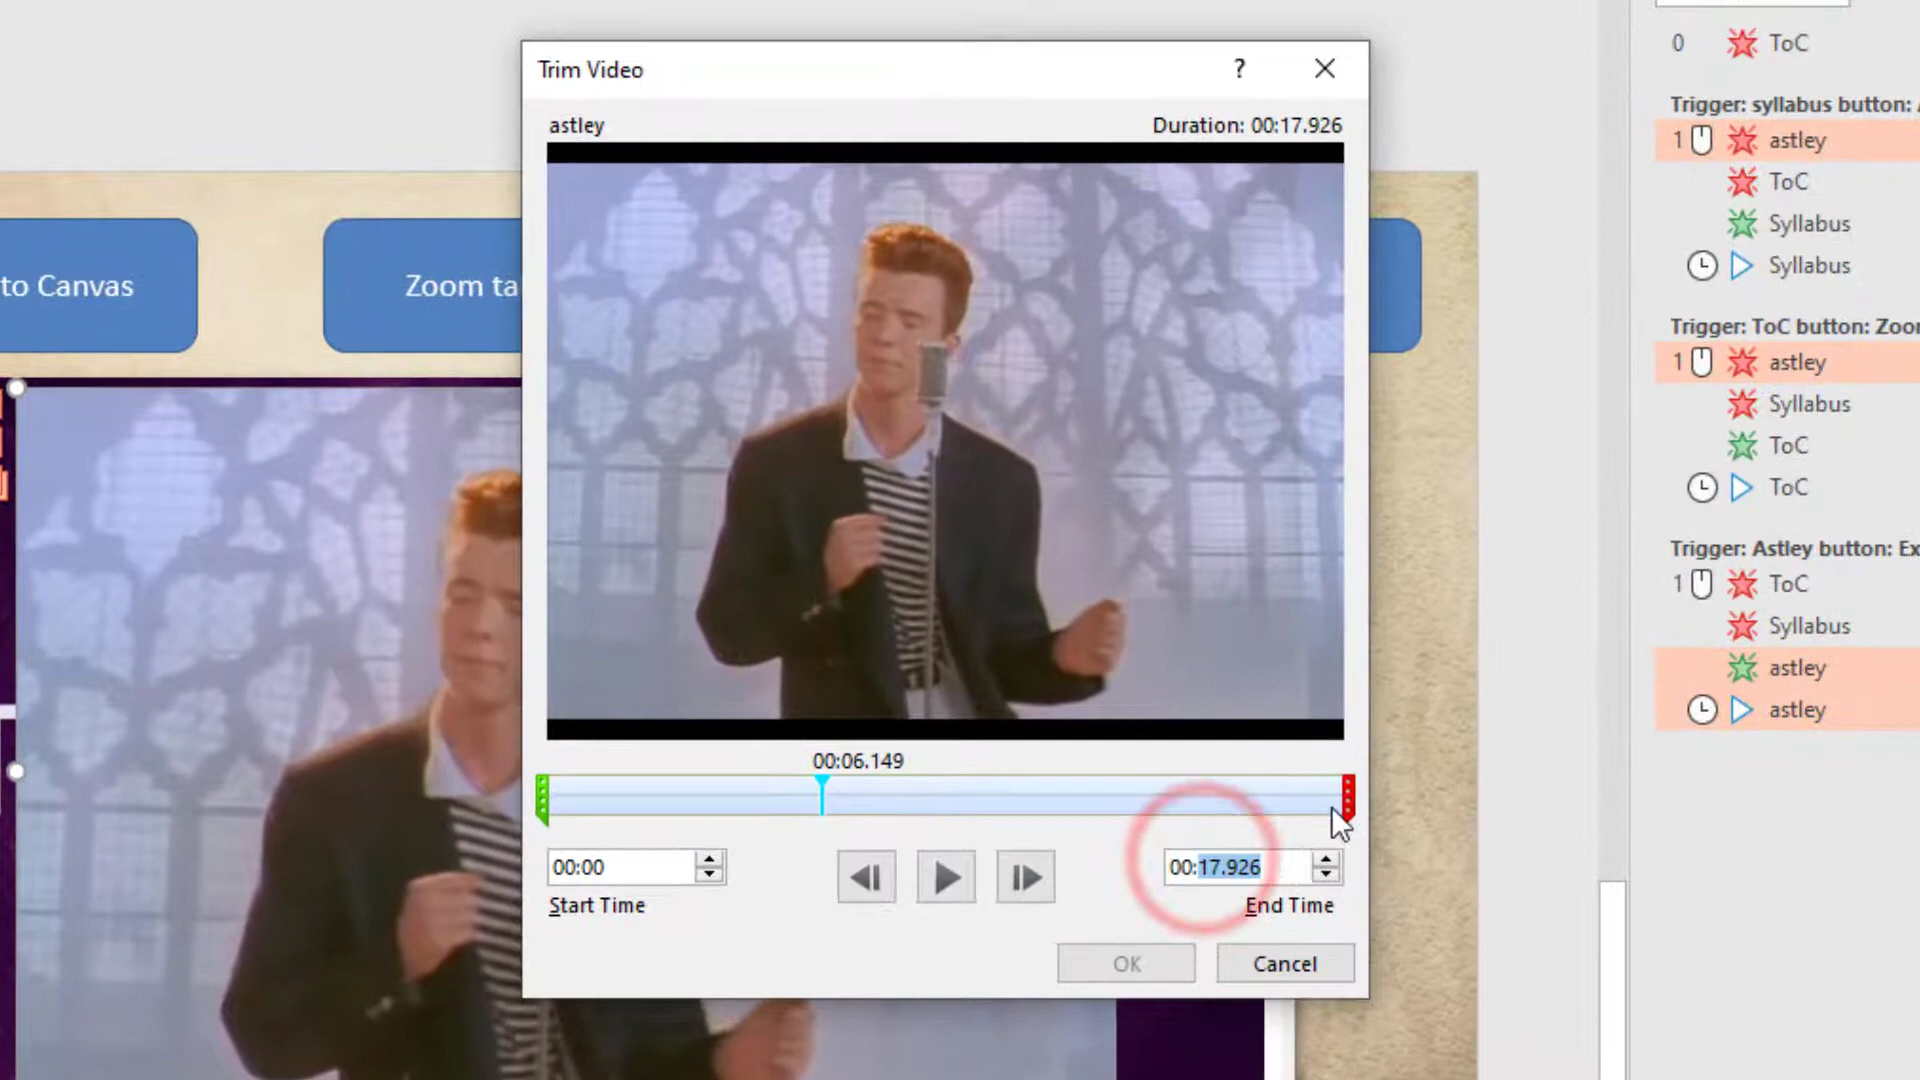 Trim Video
?
astley
Duration: 00:17.926
00:06.149
00:00
00:17.926
Start Time
End Time
OK
Cancel
to Canvas
Zoom ta
0 ToC
Trigger: syllabus button:
1 astley
ToC
Syllabus
Syllabus
Trigger: ToC button: Zoor
1 astley
Syllabus
ToC
ToC
Trigger: Astley button: Ex
1 ToC
Syllabus
astley
astley